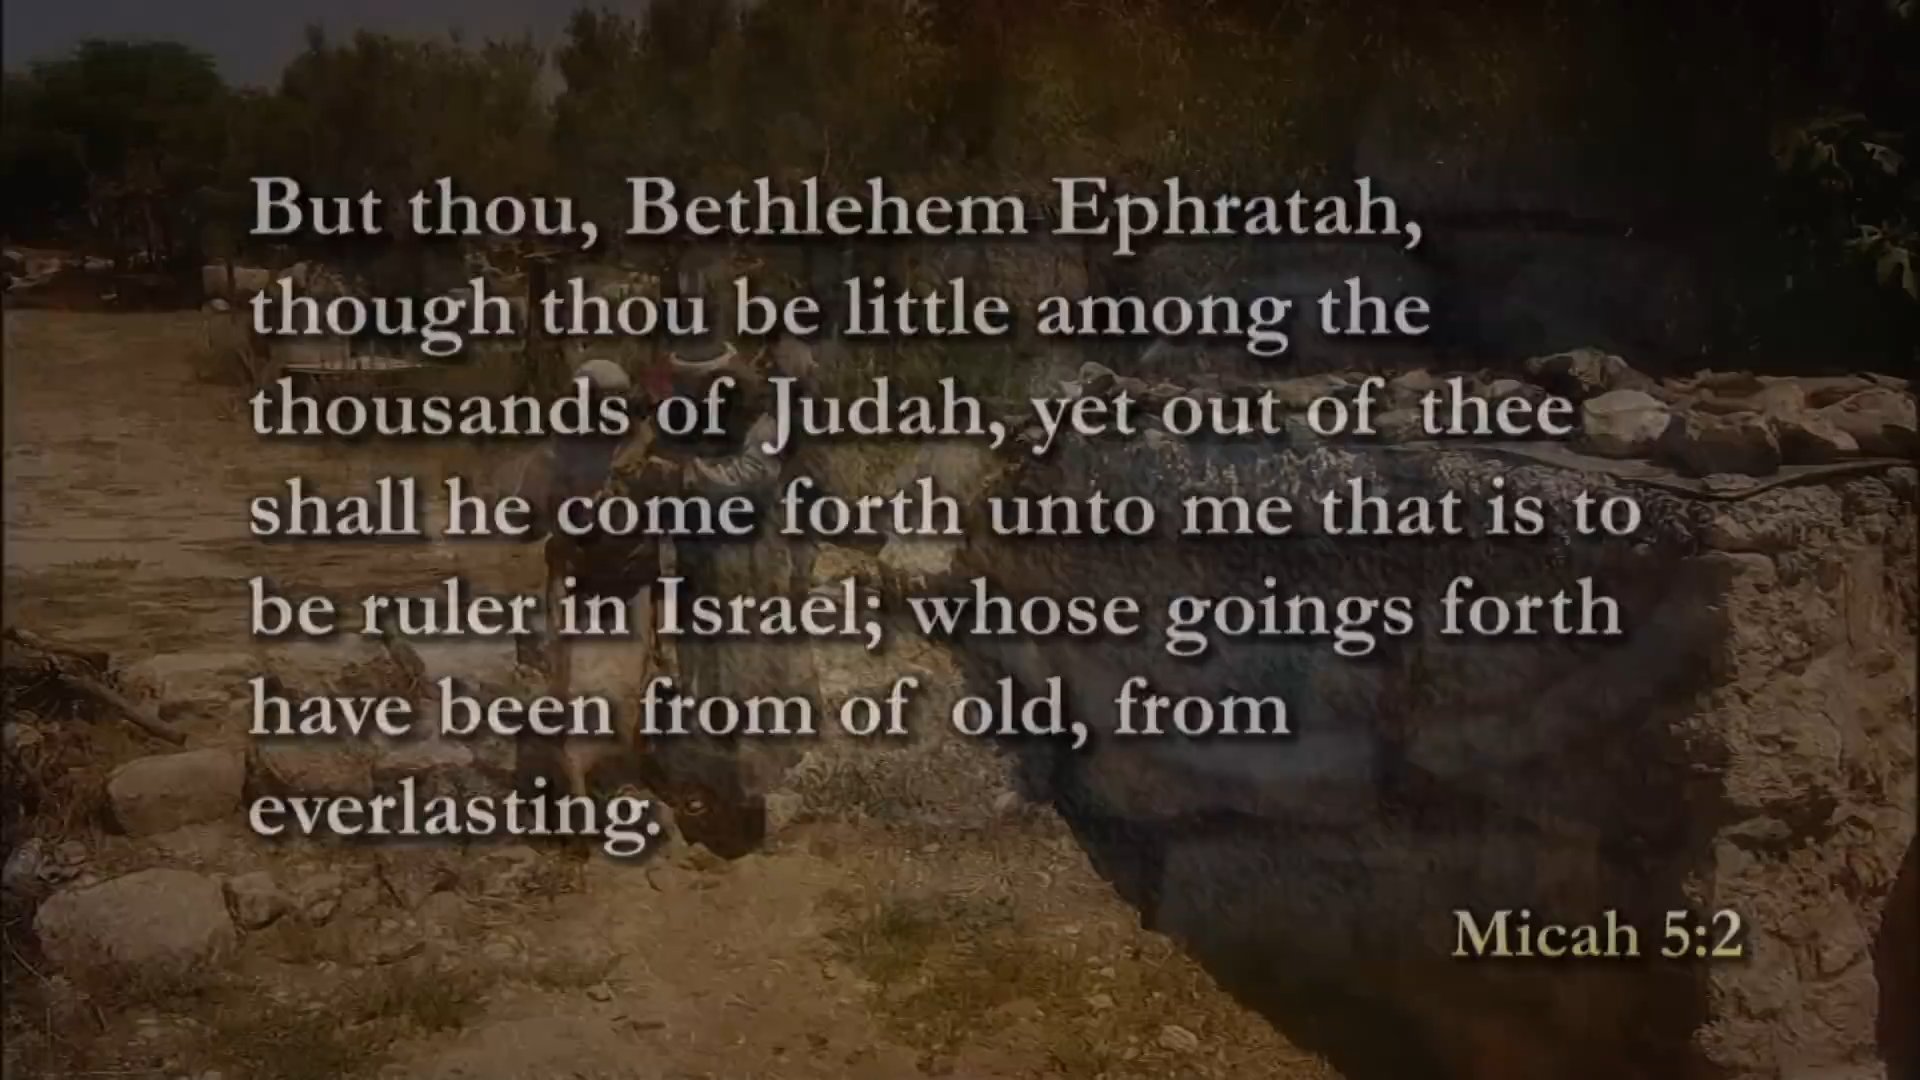 But thou, Bethlehem Ephratah,
though thou be little among the
thousands of Judah, yet out of thee
shall he come forth unto me that is to
be ruler in Israel; whose goings forth
have been from of old, from
everlasting.
Micah 5:2